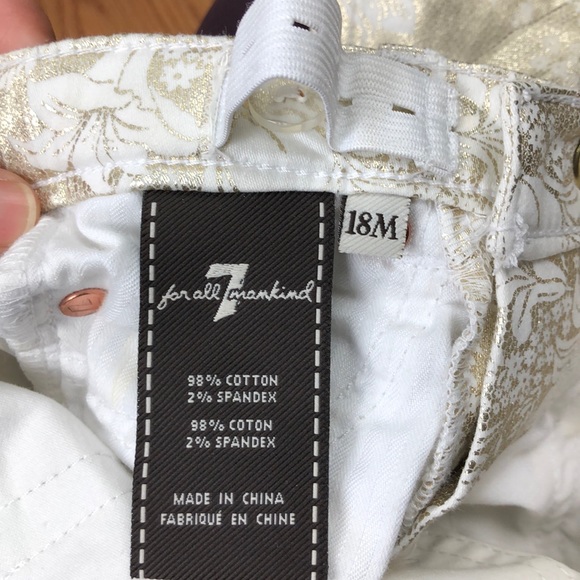 18M
for all 7 mankind
98% COTTON
2% SPANDEX
98% COTON
2% SPANDEX
MADE IN CHINA
FABRIQUÉ EN CHINE